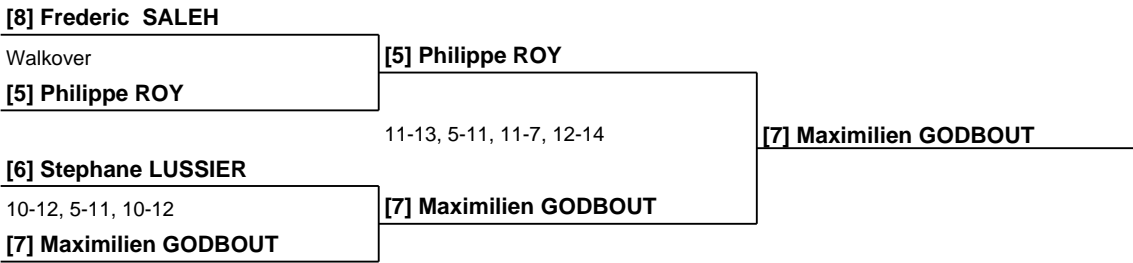 [8] Frederic  SALEH
Walkover
[5] Philippe ROY
[5] Philippe ROY
11-13, 5-11, 11-7, 12-14
[7] Maximilien GODBOUT
[6] Stephane LUSSIER
10-12, 5-11, 10-12
[7] Maximilien GODBOUT
[7] Maximilien GODBOUT